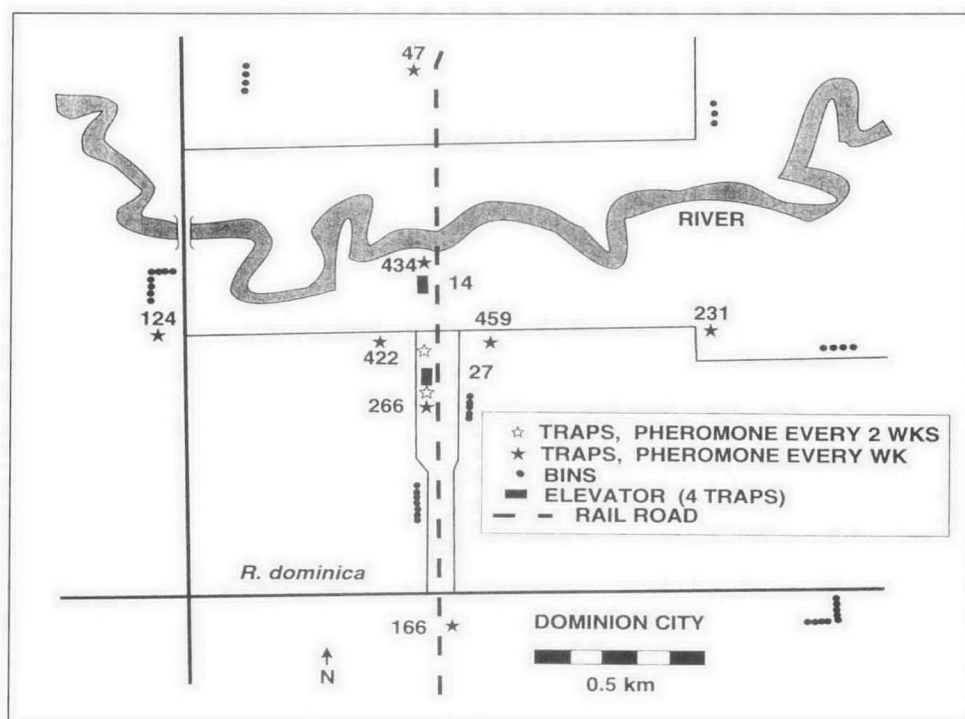 47
RIVER
434
14
124
459
231
422
27
266
TRAPS, PHEROMONE EVERY 2 WKS
TRAPS, PHEROMONE EVERY WK
BINS
ELEVATOR (4 TRAPS)
RAIL ROAD
R. dominica
166
DOMINION CITY
N
0.5 km